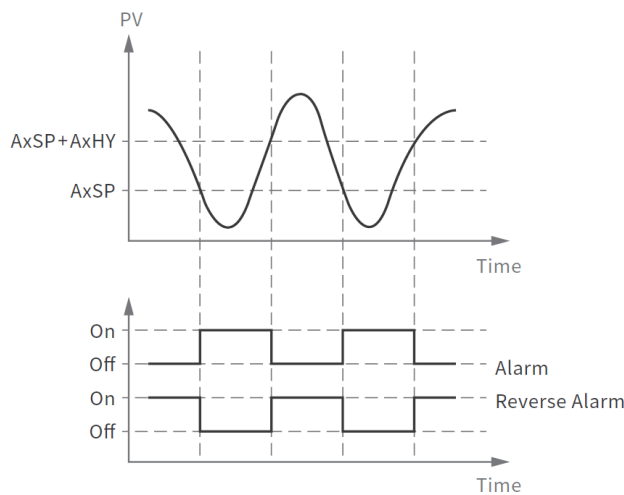 PV
AxSP+AxHY
AxSP
Time
On
Off
Alarm
On
Reverse Alarm
Off
Time